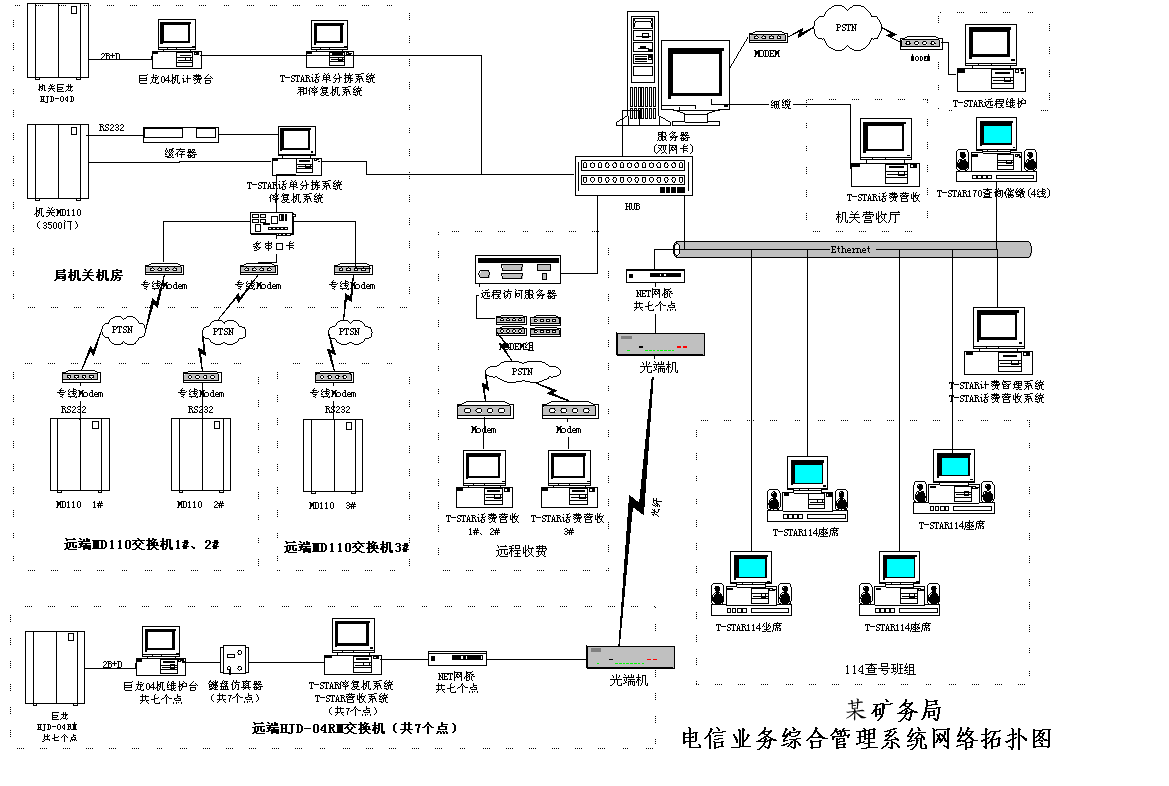 2B+D
机关巨龙
HJD-04D
巨龙04机计费台
T-STAR话单分拣系统
和停复机系统
RS232
缓存器
机关MD110
(3500门)
T-STAR话单分拣系统
停复机系统
多串口卡
局机关机房
专线Modem
专线Modem
专线Modem
PTSN
PTSN
PTSN
专线Modem
专线Modem
专线Modem
RS232
RS232
RS232
MD110 1#
MD110 2#
MD110 3#
远端MD110交换机1#、2#
远端MD110交换机3#
服务器
(双网卡)
HUB
MODEM
PSTN
MODEM
T-STAR远程维护
细缆
T-STAR话费营收
机关营收厅
T-STAR170查询催缴(4线)
Ethernet
远程访问服务器
MODEM组
PSTN
Modem
Modem
T-STAR话费营收
1#、2#
T-STAR话费营收
3#
远程收费
NET网桥
共七个点
光端机
光纤
T-STAR计费管理系统
T-STAR话费营收系统
T-STAR114座席
T-STAR114座席
T-STAR114坐席
T-STAR114座席
114查号班组
2B+D
巨龙
HJD-04RM
共七个点
巨龙04机维护台
共七个点
键盘仿真器
(共7个点)
T-STAR停复机系统
T-STAR营收系统
(共7个点)
NET网桥
共七个点
光端机
远端HJD-04RM交换机(共7个点)
某矿务局
电信业务综合管理系统网络拓扑图